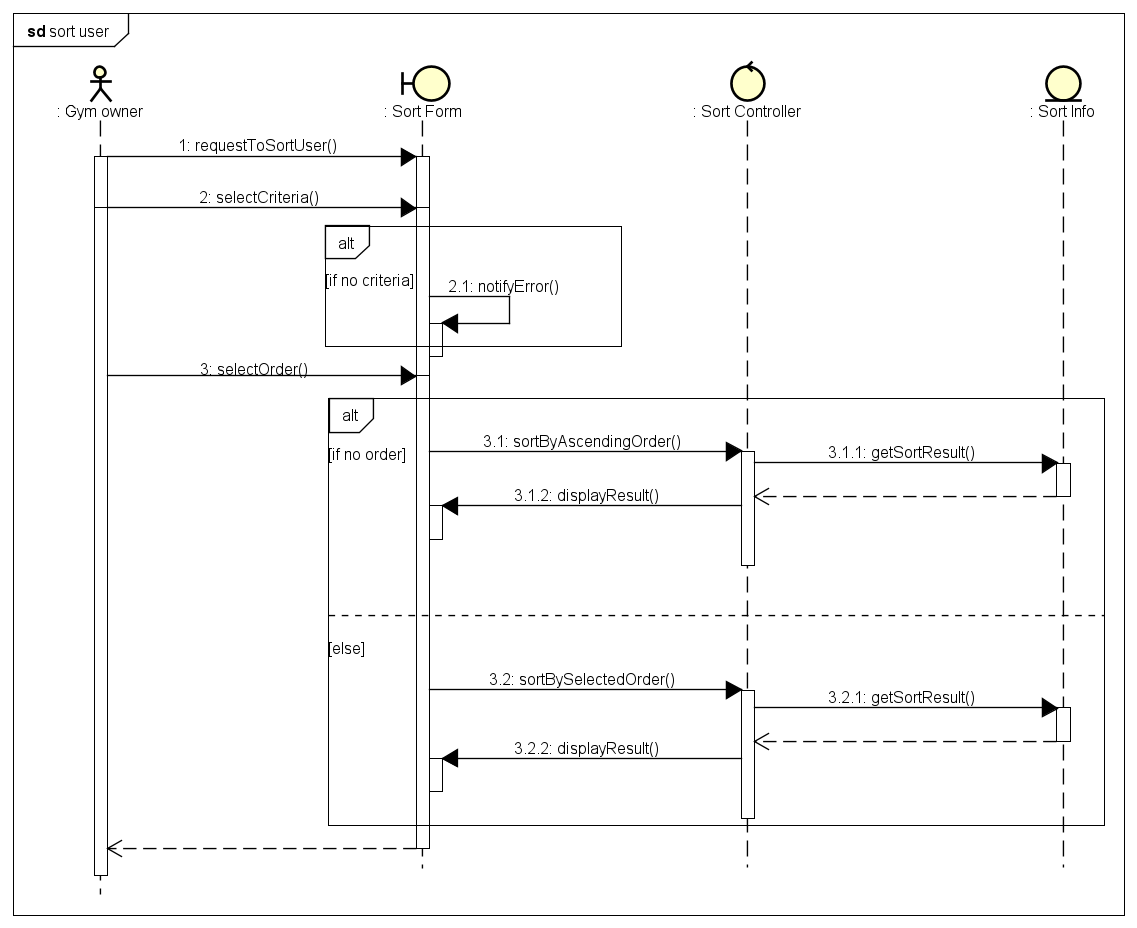 sd sort user
: Gym owner
: Sort Form
: Sort Controller
: Sort Info
1: requestToSortUser()
2: selectCriteria()
alt
[if no criteria]
2.1: notifyError()
3: selectOrder()
alt
[if no order]
3.1: sortByAscendingOrder()
3.1.1: getSortResult()
3.1.2: displayResult()
[else]
3.2: sortBySelectedOrder()
3.2.1: getSortResult()
3.2.2: displayResult()